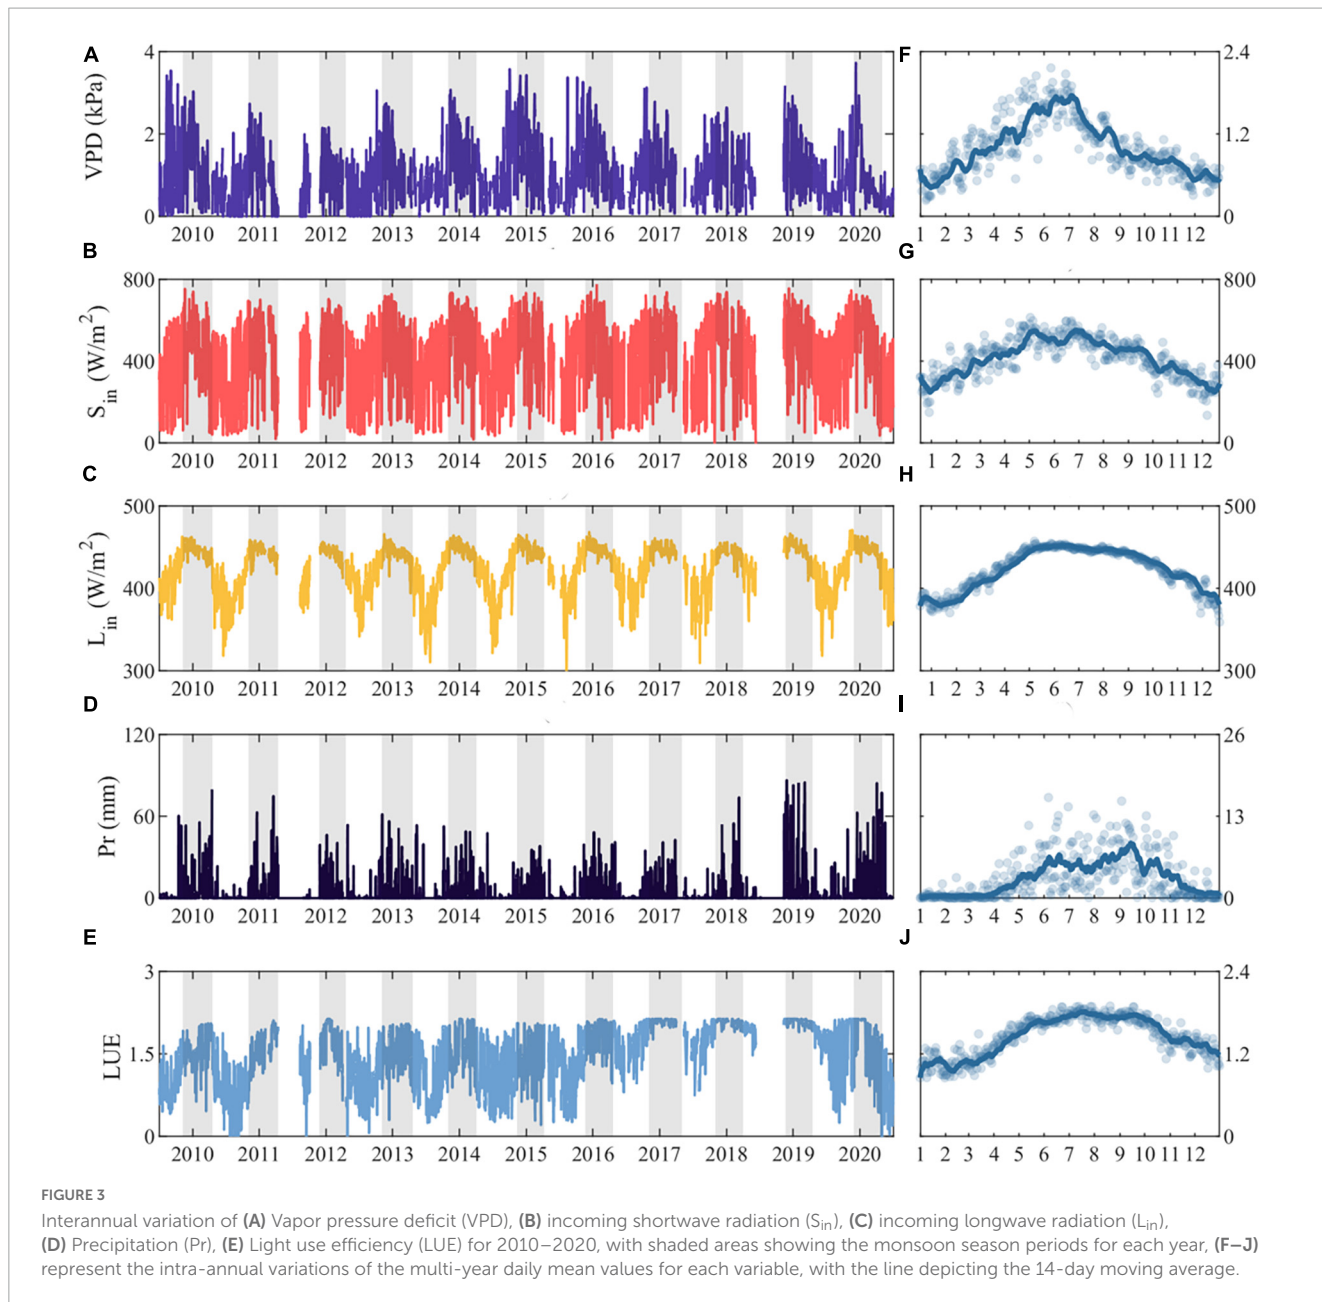 A
F
4
2
0
VPD (kPa)
2.4
1.2
0
2010 2011 2012 2013 2014 2015 2016 2017 2018 2019 2020
1 2 3 4 5 6 7 8 9 10 11 12
B
G
800
400
0
S_in (W/m²)
800
400
0
2010 2011 2012 2013 2014 2015 2016 2017 2018 2019 2020
1 2 3 4 5 6 7 8 9 10 11 12
C
H
500
400
300
L_in (W/m²)
500
400
300
2010 2011 2012 2013 2014 2015 2016 2017 2018 2019 2020
1 2 3 4 5 6 7 8 9 10 11 12
D
I
120
60
0
Pr (mm)
26
13
0
2010 2011 2012 2013 2014 2015 2016 2017 2018 2019 2020
1 2 3 4 5 6 7 8 9 10 11 12
E
J
3
1.5
0
LUE
2.4
1.2
0
2010 2011 2012 2013 2014 2015 2016 2017 2018 2019 2020
1 2 3 4 5 6 7 8 9 10 11 12
FIGURE 3
Interannual variation of (A) Vapor pressure deficit (VPD), (B) incoming shortwave radiation (S_in), (C) incoming longwave radiation (L_in),
(D) Precipitation (Pr), (E) Light use efficiency (LUE) for 2010–2020, with shaded areas showing the monsoon season periods for each year, (F–J)
represent the intra-annual variations of the multi-year daily mean values for each variable, with the line depicting the 14-day moving average.